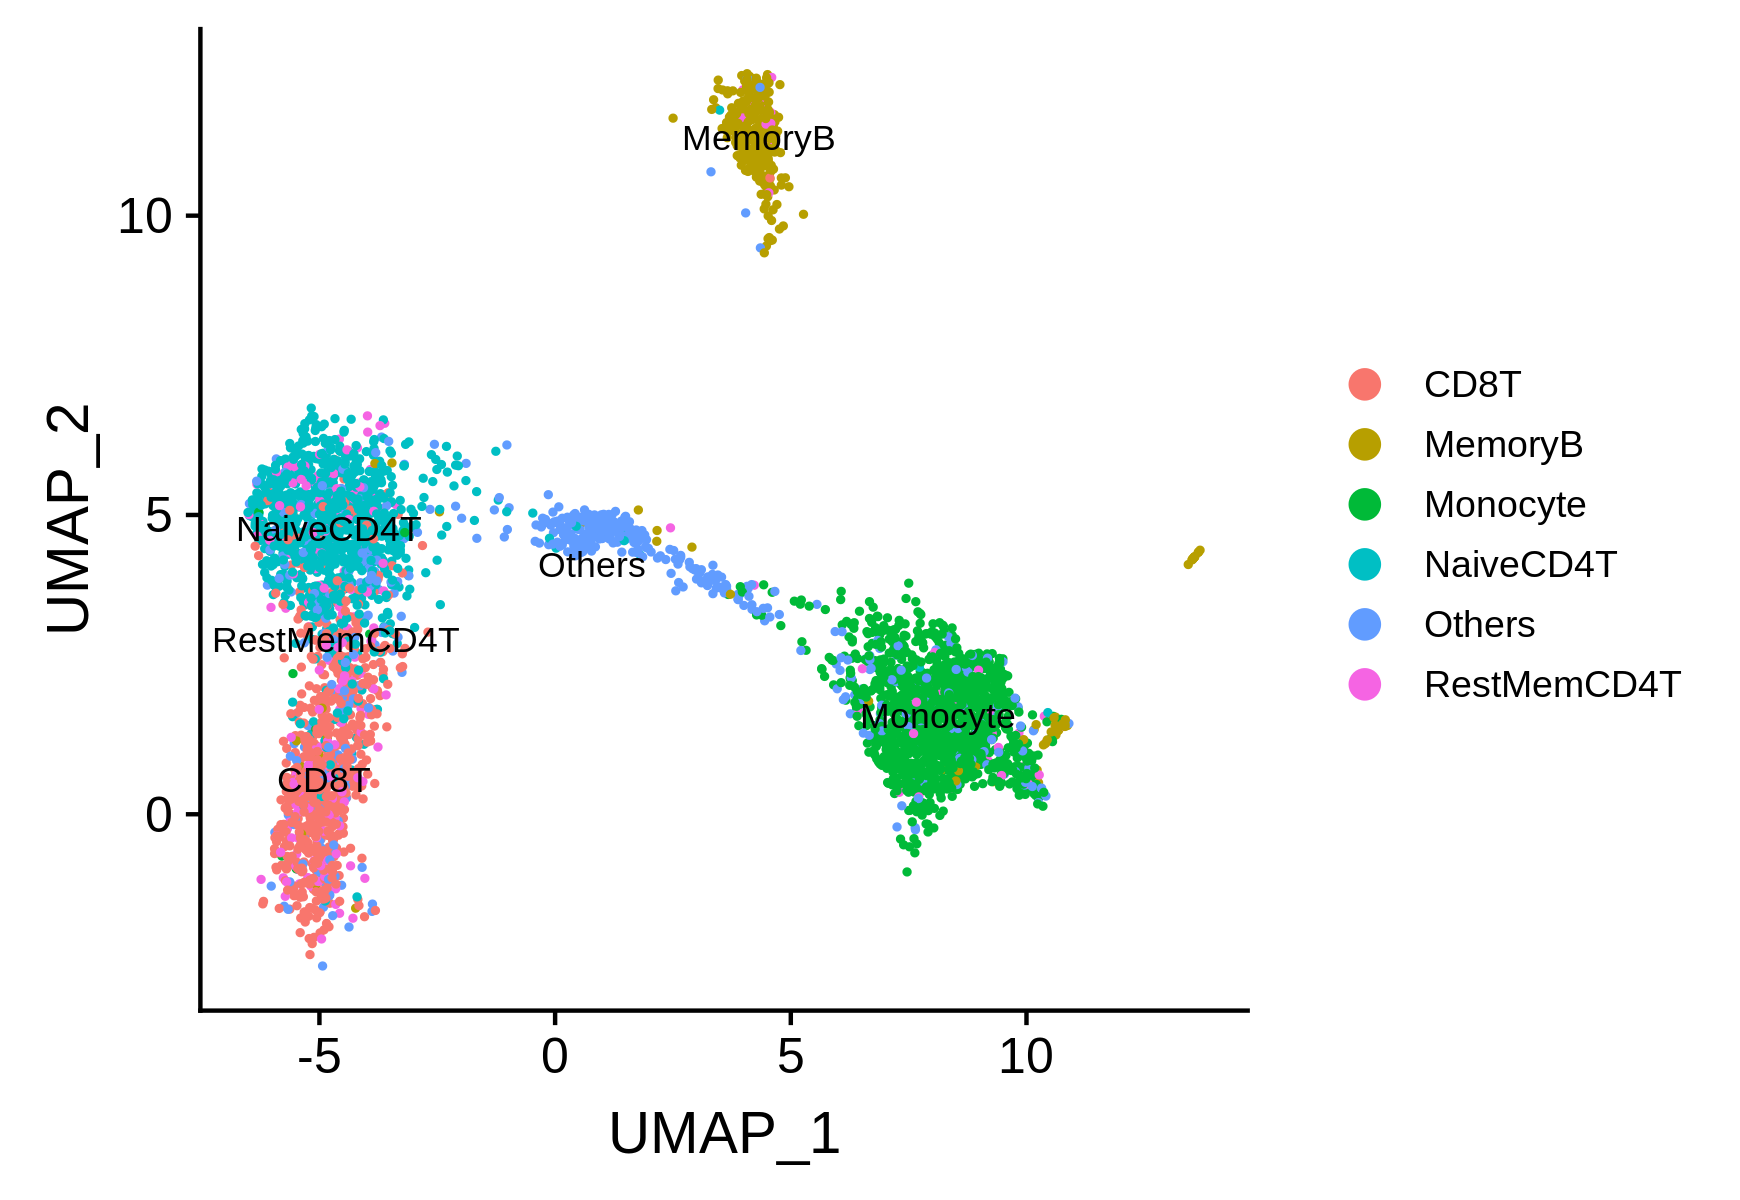 MemoryB
10
UMAP_2
CD8T
MemoryB
Monocyte
NaiveCD4T
Others
RestMemCD4T
5
NaiveCD4T
Others
RestMemCD4T
Monocyte
CD8T
0
-5
0
5
10
UMAP_1